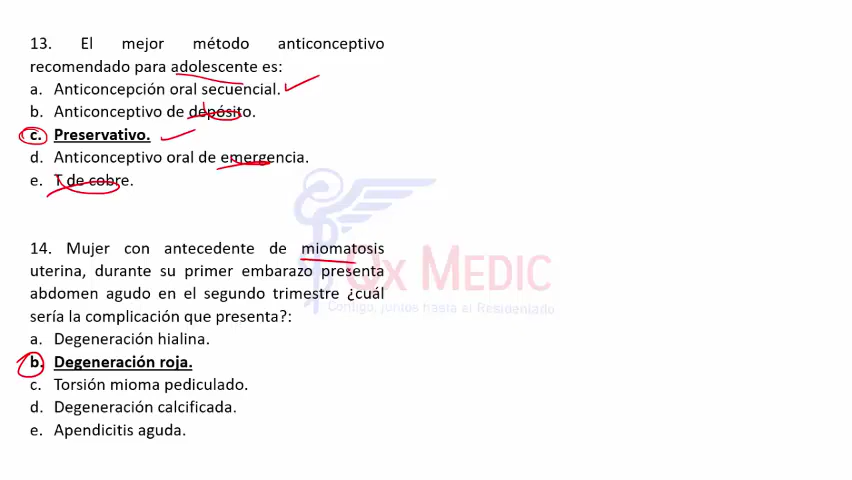 13. El mejor método anticonceptivo
recomendado para adolescente es:
a. Anticoncepción oral secuencial.
b. Anticonceptivo de depósito.
c. Preservativo.
d. Anticonceptivo oral de emergencia.
e. T de cobre.
14. Mujer con antecedente de miomatosis
uterina, durante su primer embarazo presenta
abdomen agudo en el segundo trimestre ¿cuál
sería la complicación que presenta?:
a. Degeneración hialina.
b. Degeneración roja.
c. Torsión mioma pediculado.
d. Degeneración calcificada.
e. Apendicitis aguda.
Qx MEDIC
Contigo, juntos hasta el Residentado